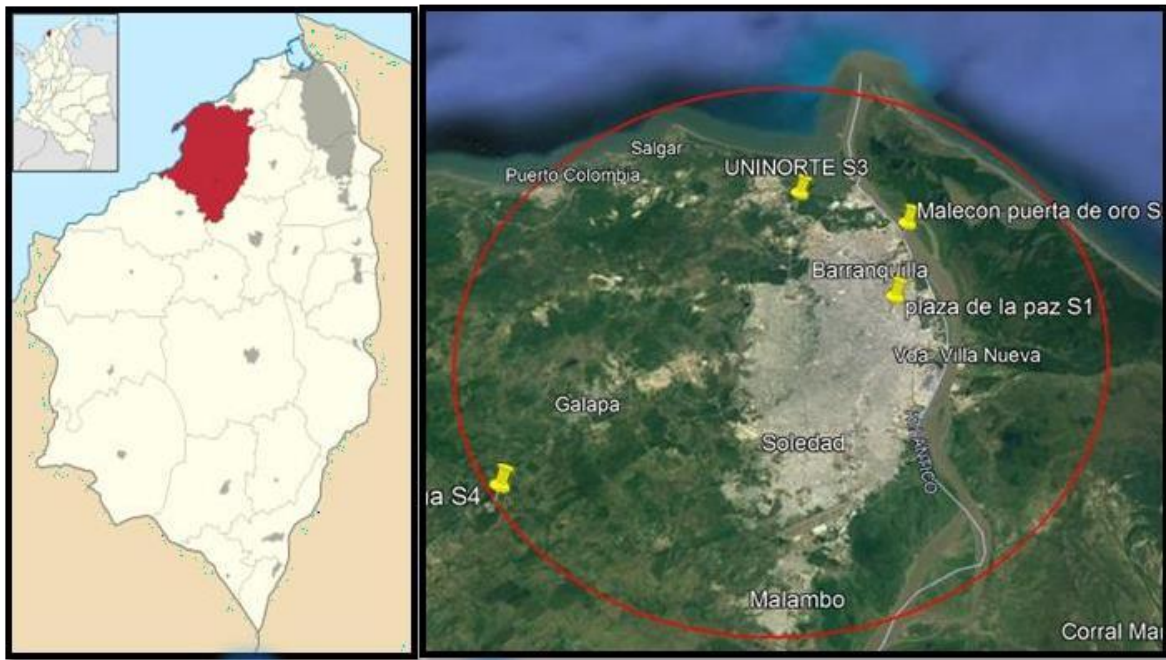 Salgar
UNINORTE S3
Puerto Colombia
Malecon puerta de oro S
Barranquilla
plaza de la paz S1
Vda. Villa Nueva
Galapa
Soledad
ATLÁNTICO
a S4
Malambo
Corral Ma